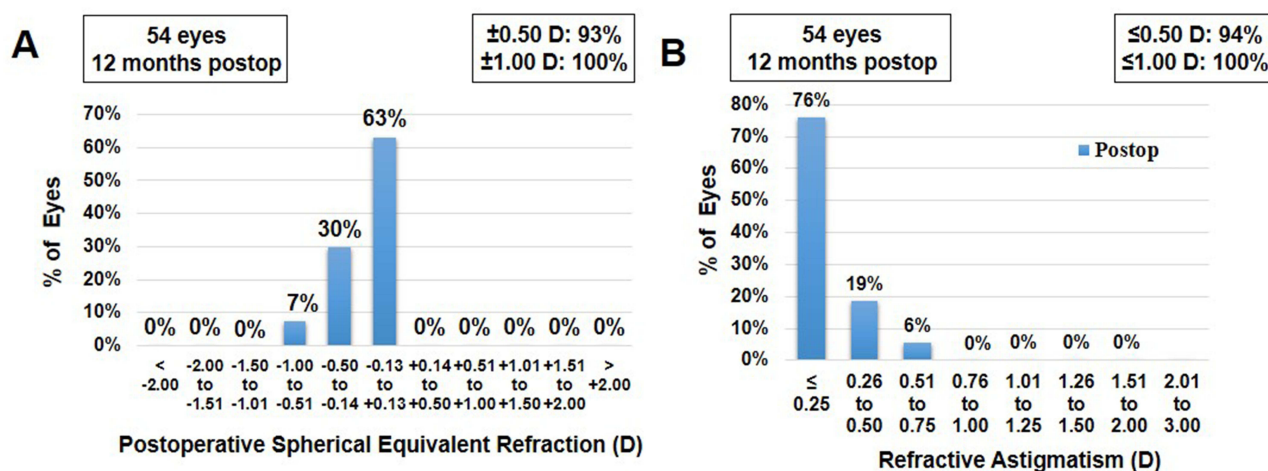 A
54 eyes
12 months postop
±0.50 D: 93%
±1.00 D: 100%
% of Eyes
70%
60%
50%
40%
30%
20%
10%
0%
0%
0%
0%
7%
30%
63%
0%
0%
0%
0%
0%
<
-2.00
-2.00
to
-1.51
-1.50
to
-1.01
-1.00
to
-0.51
-0.50
to
-0.14
-0.13
to
+0.13
+0.14
to
+0.50
+0.51
to
+1.00
+1.01
to
+1.50
+1.51
to
+2.00
>
+2.00
Postoperative Spherical Equivalent Refraction (D)
B
54 eyes
12 months postop
≤0.50 D: 94%
≤1.00 D: 100%
% of Eyes
80%
70%
60%
50%
40%
30%
20%
10%
0%
76%
19%
6%
0%
0%
0%
0%
Postop
≤
0.25
0.26
to
0.50
0.51
to
0.75
0.76
to
1.00
1.01
to
1.25
1.26
to
1.50
1.51
to
2.00
2.01
to
3.00
Refractive Astigmatism (D)